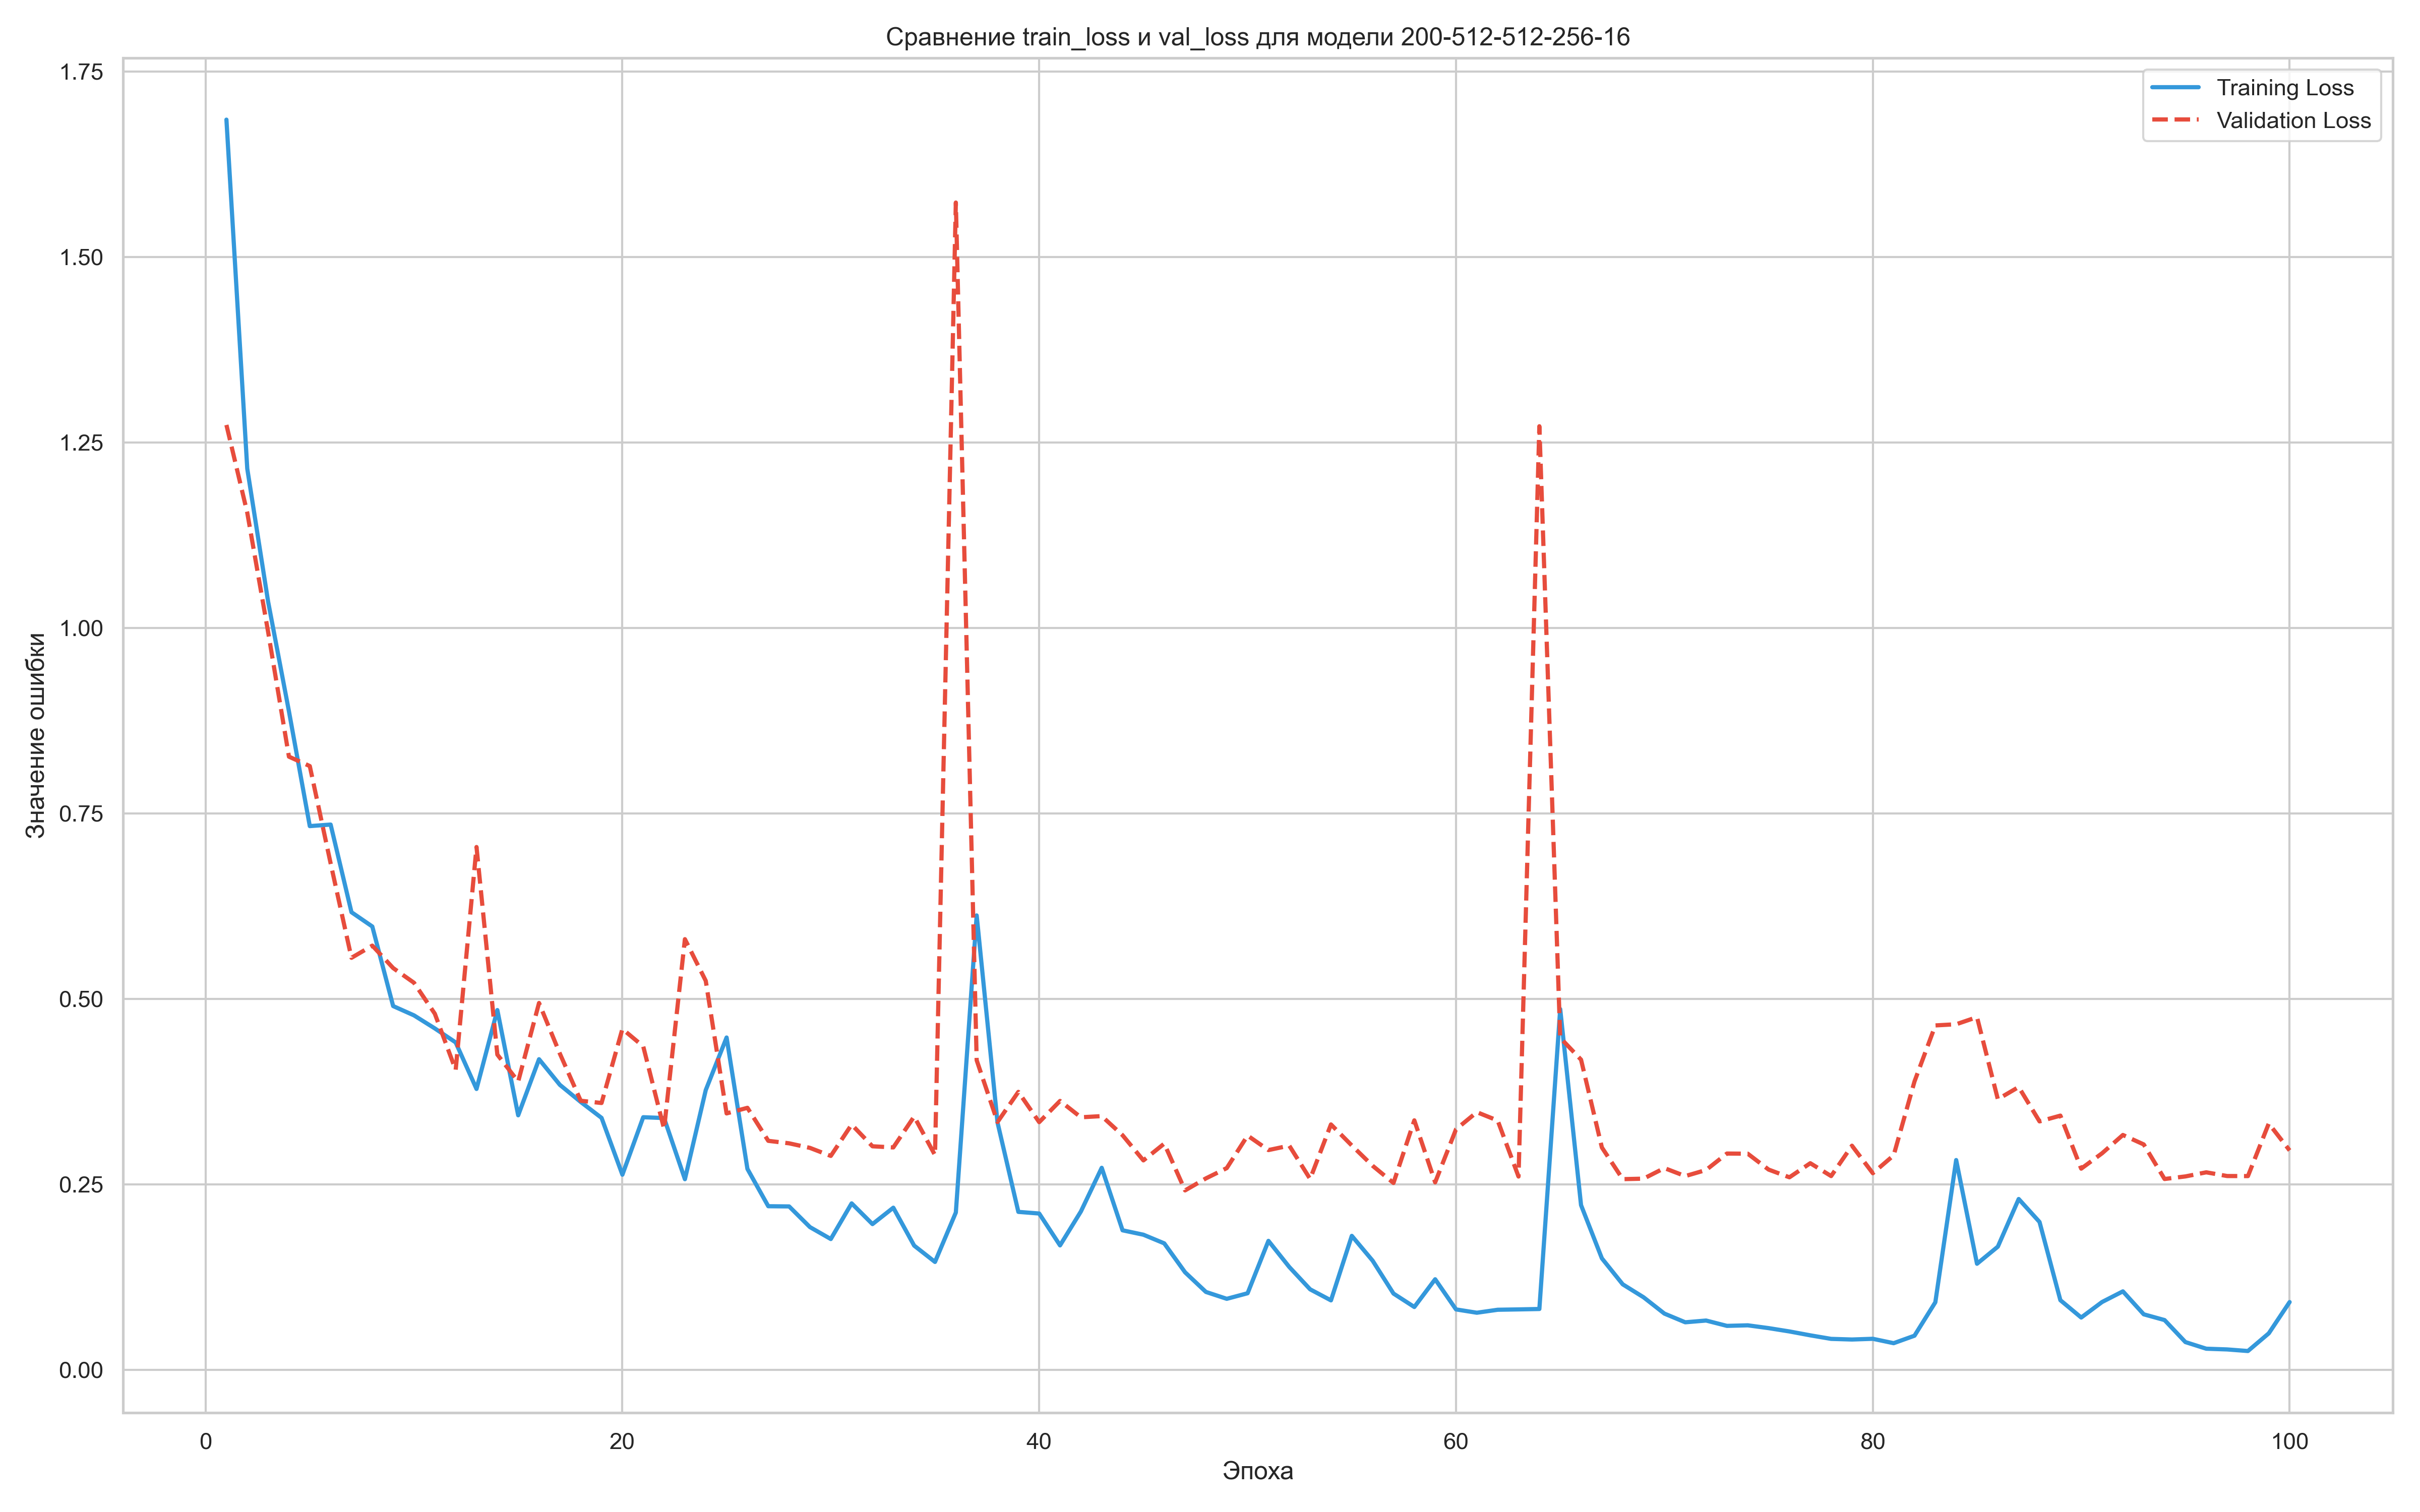 Сравнение train_loss и val_loss для модели 200-512-512-256-16
Training Loss
Validation Loss
1.75
1.50
1.25
1.00
0.75
0.50
0.25
0.00
Значение ошибки
0 20 40 60 80 100
Эпоха